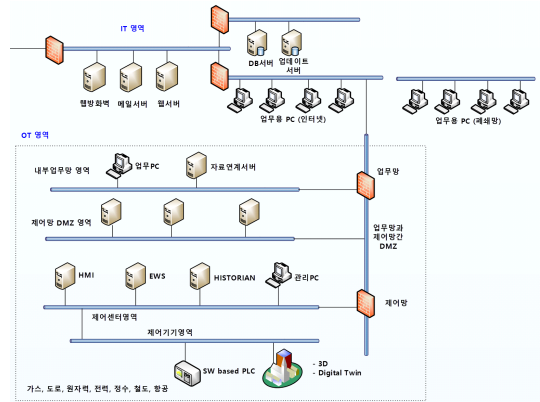 IT 영역
DB서버
업데이트
서버
웹방화벽
메일서버
웹서버
업무용 PC (인터넷)
업무용 PC (폐쇄망)
OT 영역
내부업무망 영역
업무PC
자료연계서버
업무망
제어망 DMZ 영역
업무망과
제어망간
DMZ
HMI
EWS
HISTORIAN
관리PC
제어망
제어센터영역
제어기기영역
SW based PLC
- 3D
- Digital Twin
가스, 도로, 원자력, 전력, 정수, 철도, 항공